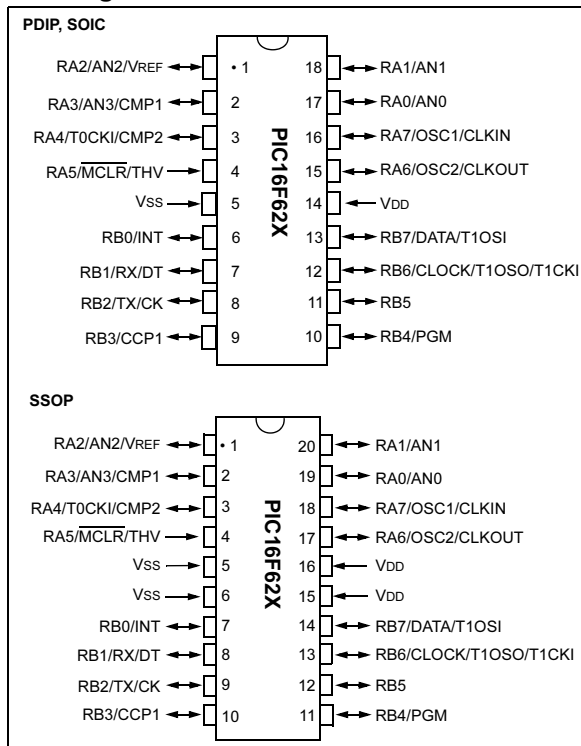 PDIP, SOIC
RA2/AN2/VREF 1 18 RA1/AN1
RA3/AN3/CMP1 2 17 RA0/AN0
RA4/T0CKI/CMP2 3 16 RA7/OSC1/CLKIN
RA5/MCLR/THV 4 15 RA6/OSC2/CLKOUT
VSS 5 14 VDD
RB0/INT 6 13 RB7/DATA/T1OSI
RB1/RX/DT 7 12 RB6/CLOCK/T1OSO/T1CKI
RB2/TX/CK 8 11 RB5
RB3/CCP1 9 10 RB4/PGM
PIC16F62X
SSOP
RA2/AN2/VREF 1 20 RA1/AN1
RA3/AN3/CMP1 2 19 RA0/AN0
RA4/T0CKI/CMP2 3 18 RA7/OSC1/CLKIN
RA5/MCLR/THV 4 17 RA6/OSC2/CLKOUT
VSS 5 16 VDD
VSS 6 15 VDD
RB0/INT 7 14 RB7/DATA/T1OSI
RB1/RX/DT 8 13 RB6/CLOCK/T1OSO/T1CKI
RB2/TX/CK 9 12 RB5
RB3/CCP1 10 11 RB4/PGM
PIC16F62X